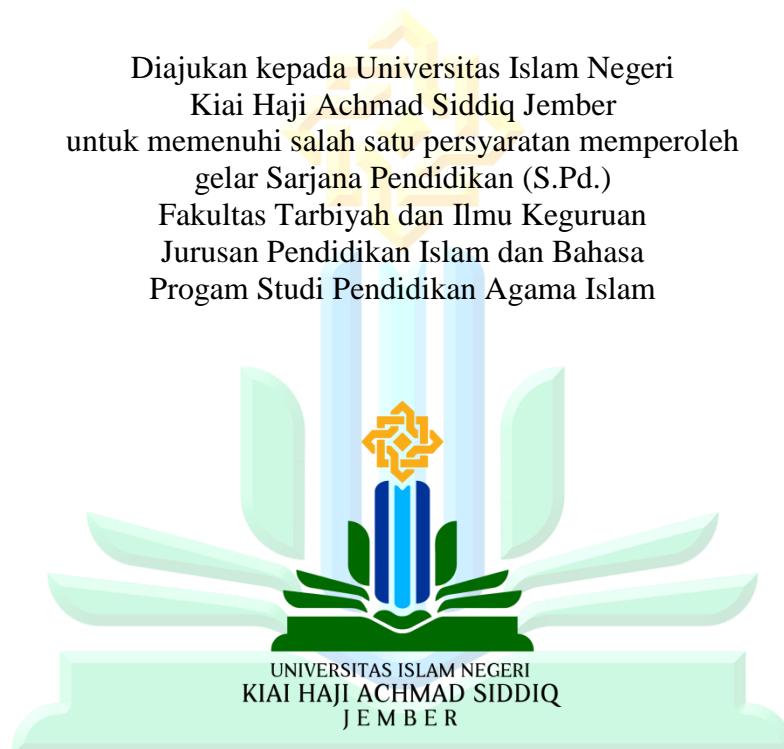 Diajukan kepada Universitas Islam Negeri
Kiai Haji Achmad Siddiq Jember
untuk memenuhi salah satu persyaratan memperoleh
gelar Sarjana Pendidikan (S.Pd.)
Fakultas Tarbiyah dan Ilmu Keguruan
Jurusan Pendidikan Islam dan Bahasa
Progam Studi Pendidikan Agama Islam
UNIVERSITAS ISLAM NEGERI
KIAI HAJI ACHMAD SIDDIQ
JEMBER